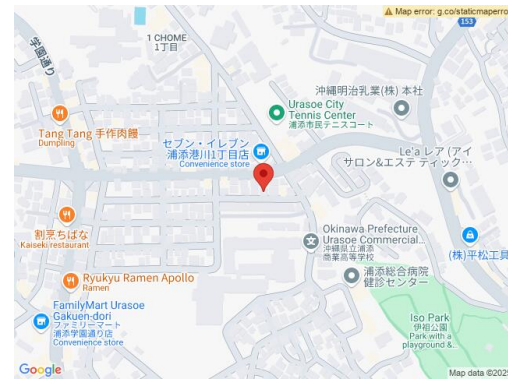 Map error: g.co/staticmaperro
153
学園通り
1 CHOME
1丁目
沖縄明治乳業(株) 本社
Urasoe City
Tennis Center
浦添市民テニスコート
Tang Tang 手作肉饅
Dumpling
セブン-イレブン
浦添港川1丁目店
Convenience store
Le'a レア (アイ
サロン&エステ ティック…
割烹ちばな
Kaiseki restaurant
Okinawa Prefecture
Urasoe Commercial...
沖縄県立浦添
商業高等学校
(株)平松工具
Ryukyu Ramen Apollo
Ramen
浦添総合病院
健診センター
FamilyMart Urasoe
Gakuen-dori
ファミリーマート
浦添学園通り店
Convenience store
Iso Park
伊祖公園
Park with a
playground &...
Google
Map data ©2025